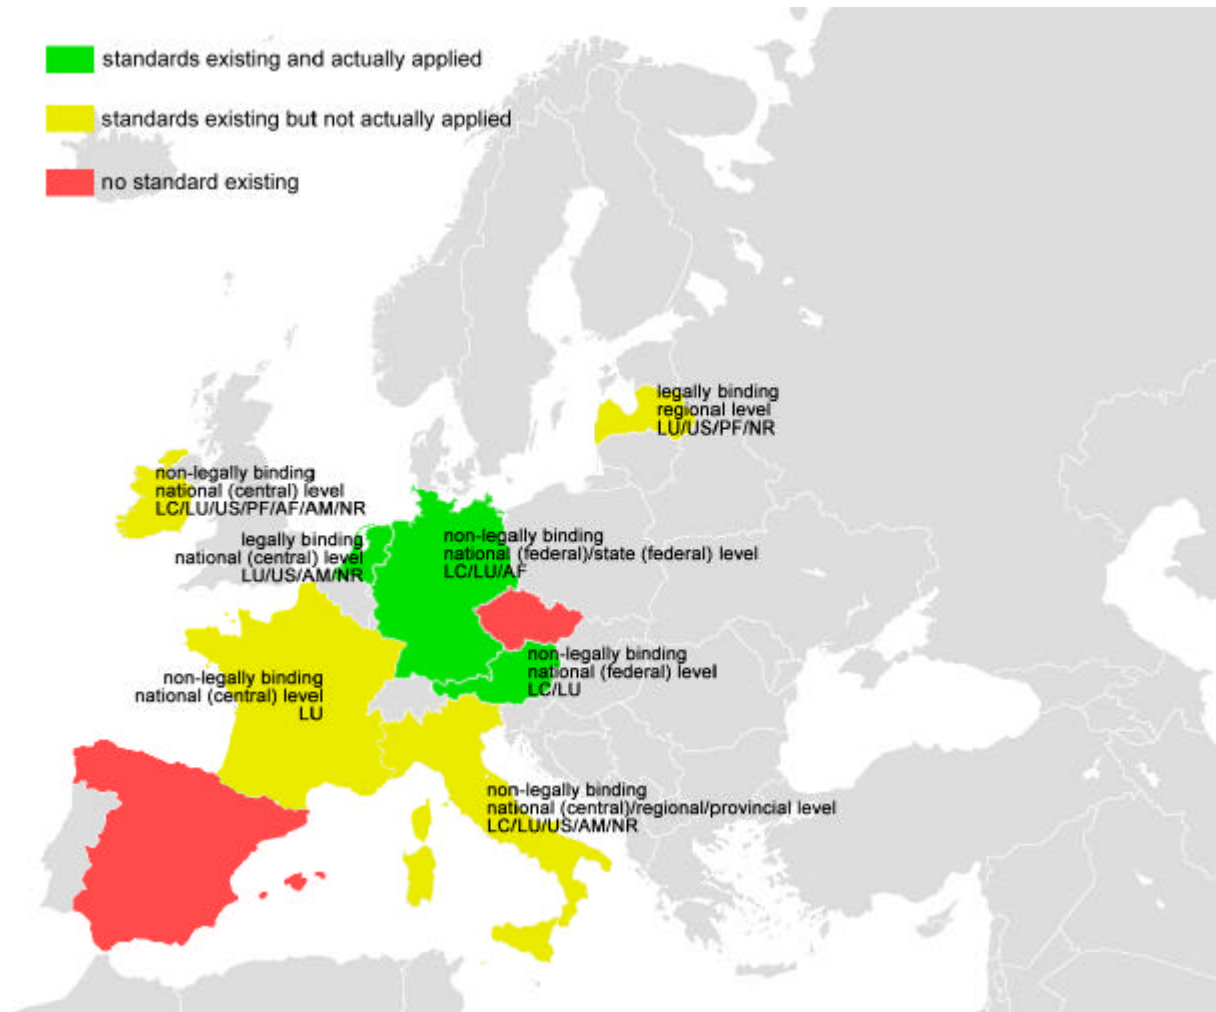 standards existing and actually applied
standards existing but not actually applied
no standard existing
legally binding
regional level
LU/US/PF/NR
non-legally binding
national (central) level
LC/LU/US/PF/AF/AM/NR
legally binding
national (central) level
LU/US/AM/NR
non-legally binding
national (federal)/state (federal) level
LC/LU/AF
non-legally binding
national (federal) level
LC/LU
non-legally binding
national (central) level
LU
non-legally binding
national (central)/regional/provincial level
LC/LU/US/AM/NR